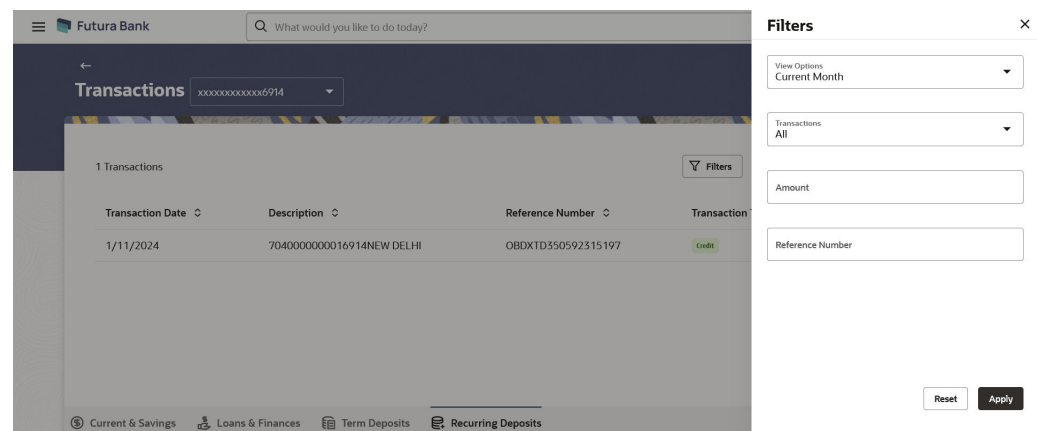 Futura Bank
What would you like to do today?
Transactions xxxxxxxxxxxx6914
1 Transactions
Filters
Transaction Date Description Reference Number Transaction
1/11/2024 7040000000016914NEW DELHI OBDXTD350592315197 Credit
Current & Savings Loans & Finances Term Deposits Recurring Deposits
Filters
View Options
Current Month
Transactions
All
Amount
Reference Number
Reset Apply